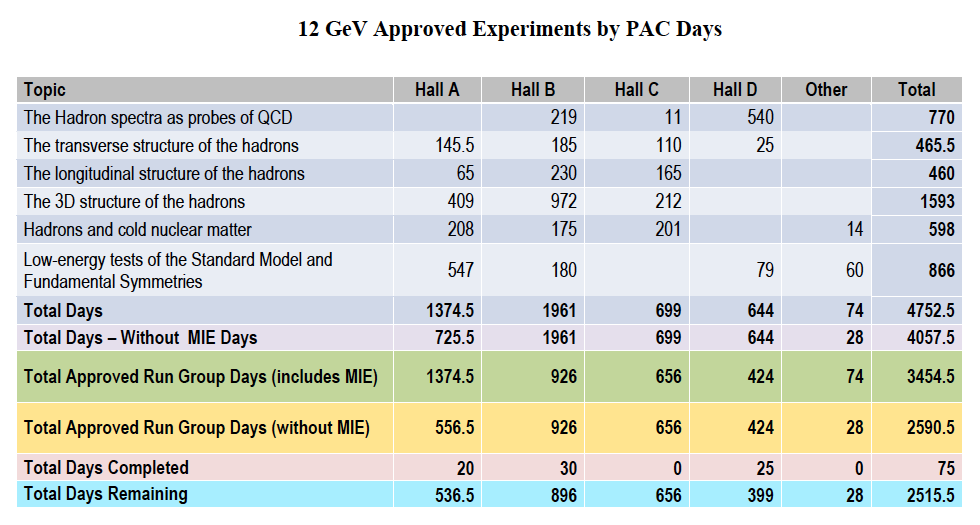 12 GeV Approved Experiments by PAC Days
Topic Hall A Hall B Hall C Hall D Other Total
The Hadron spectra as probes of QCD 219 11 540 770
The transverse structure of the hadrons 145.5 185 110 25 465.5
The longitudinal structure of the hadrons 65 230 165 460
The 3D structure of the hadrons 409 972 212 1593
Hadrons and cold nuclear matter 208 175 201 14 598
Low-energy tests of the Standard Model and
Fundamental Symmetries 547 180 79 60 866
Total Days 1374.5 1961 699 644 74 4752.5
Total Days – Without MIE Days 725.5 1961 699 644 28 4057.5
Total Approved Run Group Days (includes MIE) 1374.5 926 656 424 74 3454.5
Total Approved Run Group Days (without MIE) 556.5 926 656 424 28 2590.5
Total Days Completed 20 30 0 25 0 75
Total Days Remaining 536.5 896 656 399 28 2515.5